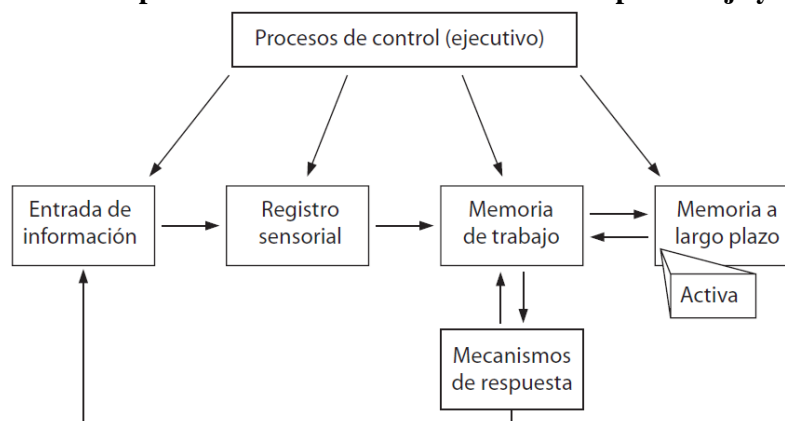 Procesos de control (ejecutivo)
Entrada de
información
Registro
sensorial
Memoria
de trabajo
Memoria a
largo plazo
Activa
Mecanismos
de respuesta